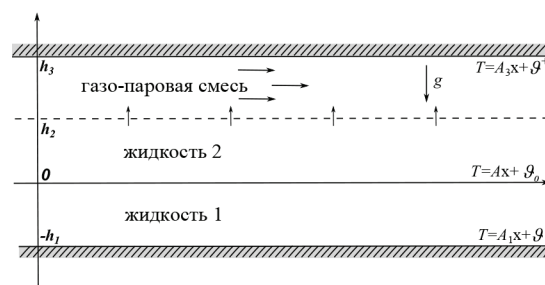 h₃
T=A₃x+ϑ⁺
газо-паровая смесь
g
h₂
жидкость 2
0
T=Ax+ϑ₀
жидкость 1
-h₁
T=A₁x+ϑ